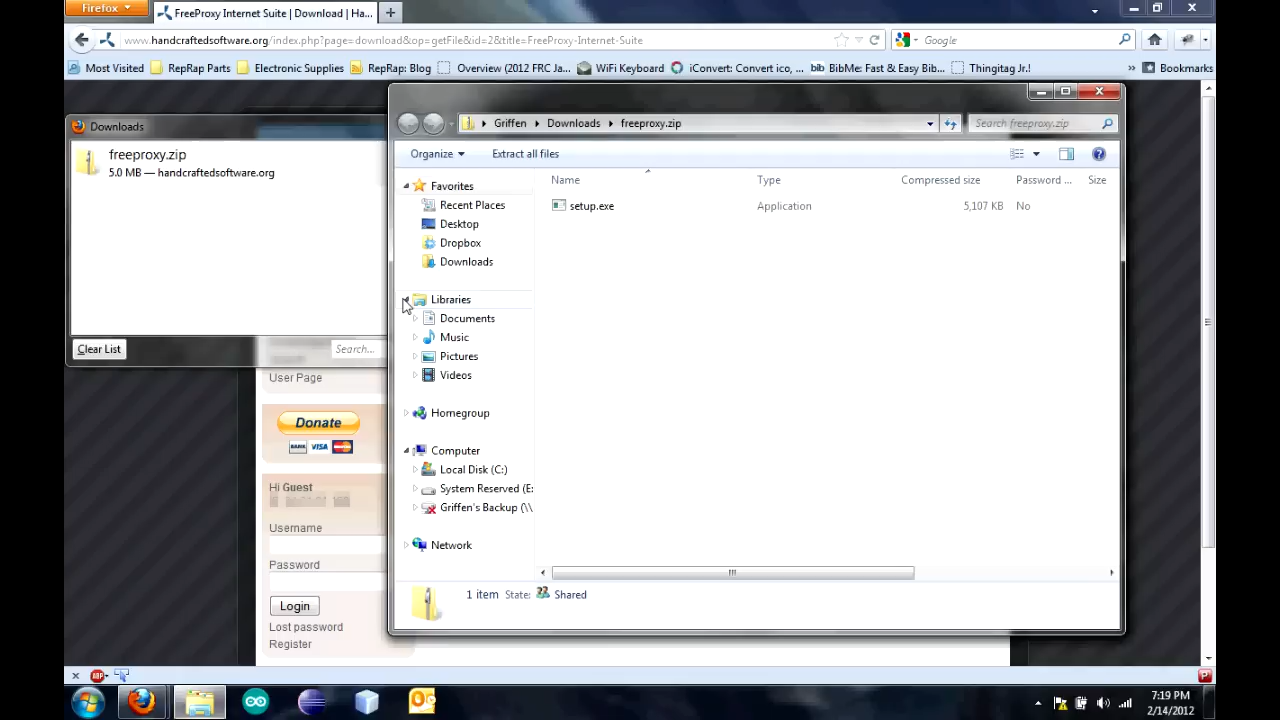 Firefox
FreeProxy Internet Suite | Download | Ha...
www.handcraftedsoftware.org/index.php?page=download&op=getFile&id=2&title=FreeProxy-Internet-Suite
Google
Most Visited
RepRap Parts
Electronic Supplies
RepRap: Blog
Overview (2012 FRC Ja...
WiFi Keyboard
iConvert: Convert ico, ...
bib
BibMe: Fast & Easy Bib...
Thingitag Jr.!
»
Bookmarks
Downloads
freeproxy.zip
5.0 MB — handcraftedsoftware.org
Clear List
Search...
Griffen
Downloads
freeproxy.zip
Search freeproxy.zip
Organize
Extract all files
Name
Type
Compressed size
Password ...
Size
setup.exe
Application
5,107 KB
No
Favorites
Recent Places
Desktop
Dropbox
Downloads
Libraries
Documents
Music
Pictures
Videos
Homegroup
Computer
Local Disk (C:)
System Reserved (E:
Griffen's Backup (\\
Network
1 item
State:
Shared
User Page
Donate
BANK
VISA
Hi Guest
Username
Password
Login
Lost password
Register
ABP
7:19 PM
2/14/2012